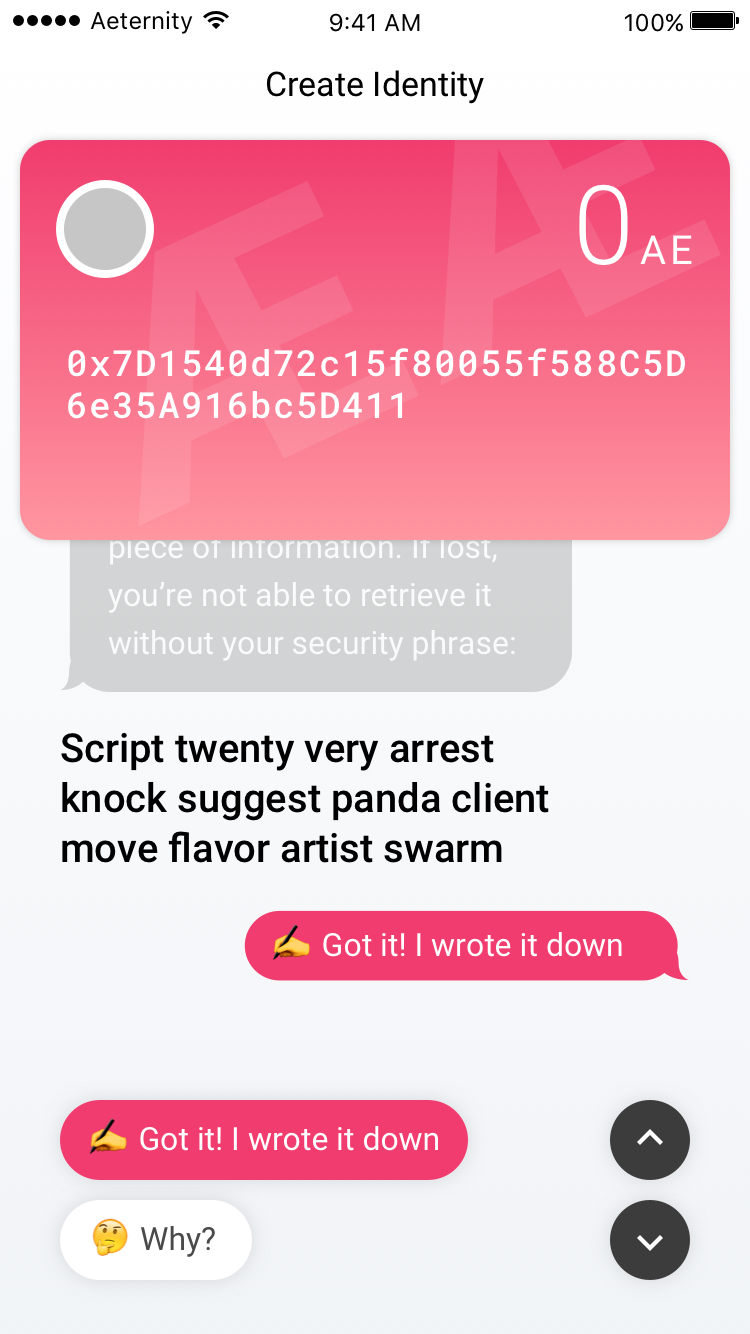 Aeternity 9:41 AM 100%
Create Identity
0 AE
0x7D1540d72c15f80055f588C5D
6e35A916bc5D411
piece of information. If lost,
you’re not able to retrieve it
without your security phrase:
Script twenty very arrest
knock suggest panda client
move flavor artist swarm
✍️ Got it! I wrote it down
✍️ Got it! I wrote it down
🤔 Why?